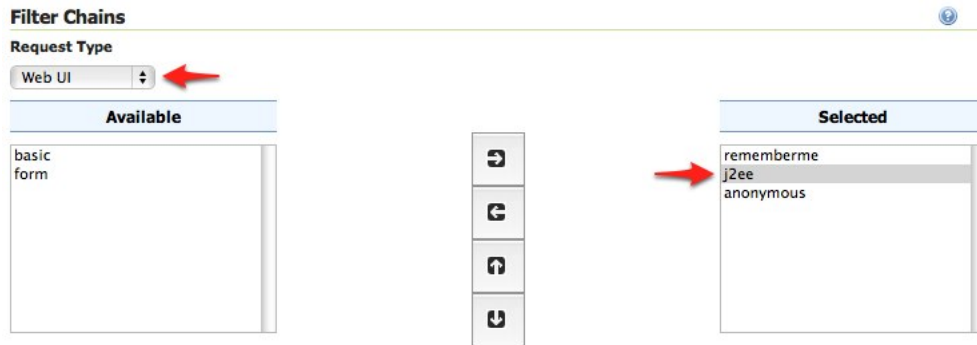 Filter Chains
Request Type
Web UI
Available
Selected
basic
form
rememberme
j2ee
anonymous